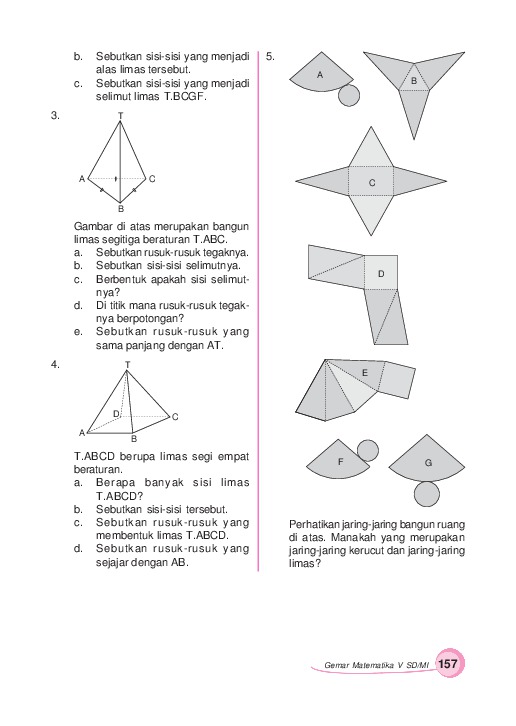 b. Sebutkan sisi-sisi yang menjadi
alas limas tersebut.
c. Sebutkan sisi-sisi yang menjadi
selimut limas T.BCGF.
3.
T
A
C
B
Gambar di atas merupakan bangun
limas segitiga beraturan T.ABC.
a. Sebutkan rusuk-rusuk tegaknya.
b. Sebutkan sisi-sisi selimutnya.
c. Berbentuk apakah sisi selimut-
nya?
d. Di titik mana rusuk-rusuk tegak-
nya berpotongan?
e. Sebutkan rusuk-rusuk yang
sama panjang dengan AT.
4.
T
D
C
A
B
T.ABCD berupa limas segi empat
beraturan.
a. Berapa banyak sisi limas
T.ABCD?
b. Sebutkan sisi-sisi tersebut.
c. Sebutkan rusuk-rusuk yang
membentuk limas T.ABCD.
d. Sebutkan rusuk-rusuk yang
sejajar dengan AB.
5.
A
B
C
D
E
F
G
Perhatikan jaring-jaring bangun ruang
di atas. Manakah yang merupakan
jaring-jaring kerucut dan jaring-jaring
limas?
Gemar Matematika V SD/MI 157